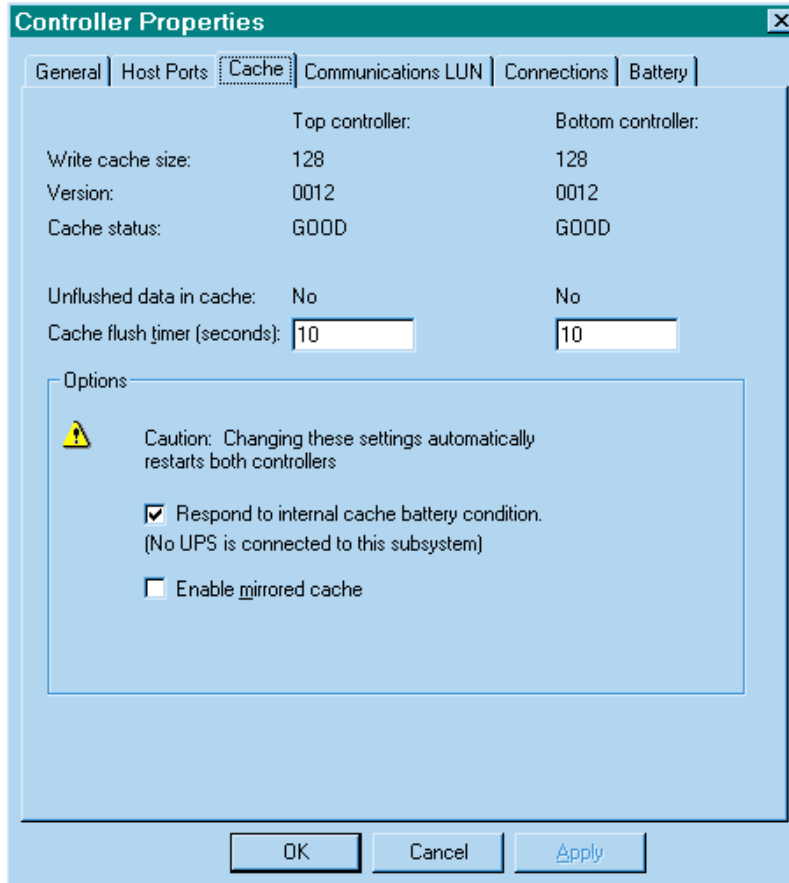 Controller Properties
General Host Ports Cache Communications LUN Connections Battery
Top controller: Bottom controller:
Write cache size: 128 128
Version: 0012 0012
Cache status: GOOD GOOD
Unflushed data in cache: No No
Cache flush timer (seconds): 10 10
Options
Caution: Changing these settings automatically
restarts both controllers
Respond to internal cache battery condition.
(No UPS is connected to this subsystem)
Enable mirrored cache
OK Cancel Apply